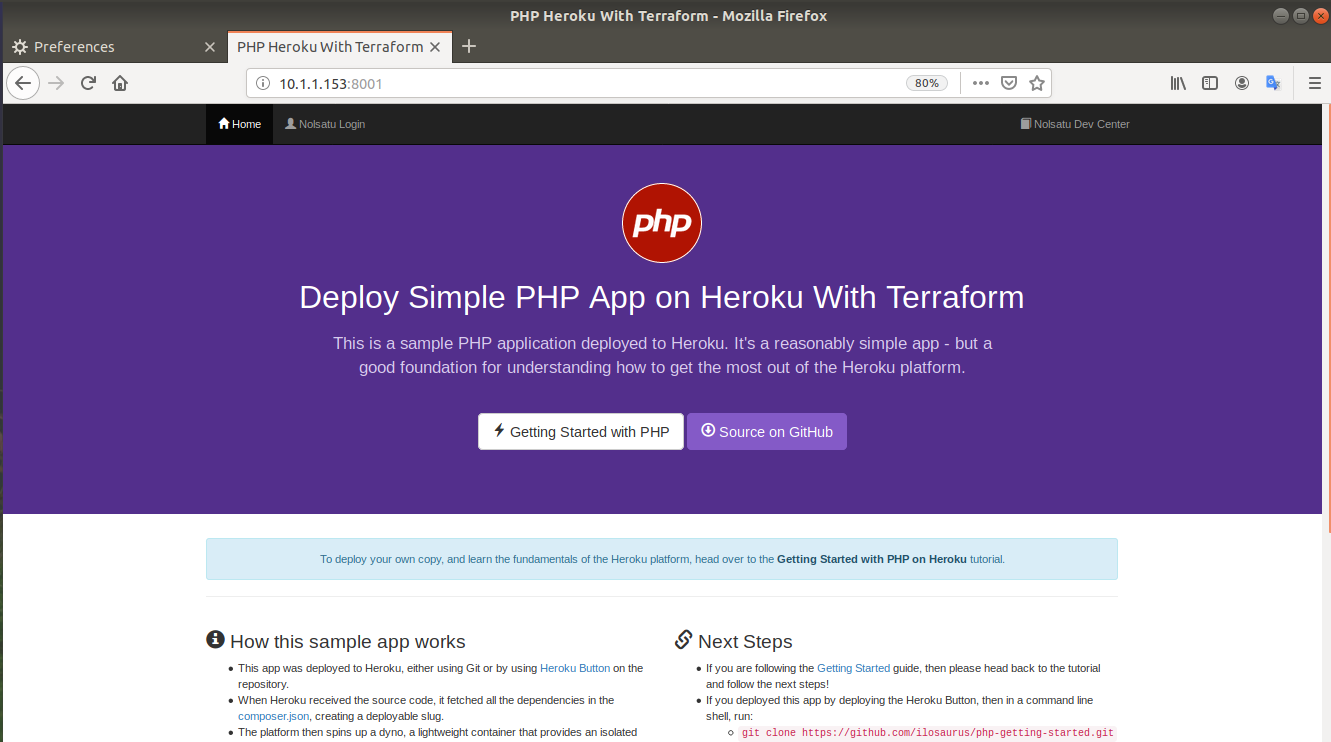 PHP Heroku With Terraform - Mozilla Firefox
Preferences
PHP Heroku With Terraform
10.1.1.153:8001
80%
Home
Nolsatu Login
Nolsatu Dev Center
php
Deploy Simple PHP App on Heroku With Terraform
This is a sample PHP application deployed to Heroku. It's a reasonably simple app - but a
good foundation for understanding how to get the most out of the Heroku platform.
Getting Started with PHP
Source on GitHub
To deploy your own copy, and learn the fundamentals of the Heroku platform, head over to the Getting Started with PHP on Heroku tutorial.
How this sample app works
This app was deployed to Heroku, either using Git or by using Heroku Button on the
repository.
When Heroku received the source code, it fetched all the dependencies in the
composer.json, creating a deployable slug.
The platform then spins up a dyno, a lightweight container that provides an isolated
Next Steps
If you are following the Getting Started guide, then please head back to the tutorial
and follow the next steps!
If you deployed this app by deploying the Heroku Button, then in a command line
shell, run:
git clone https://github.com/ilosaurus/php-getting-started.git